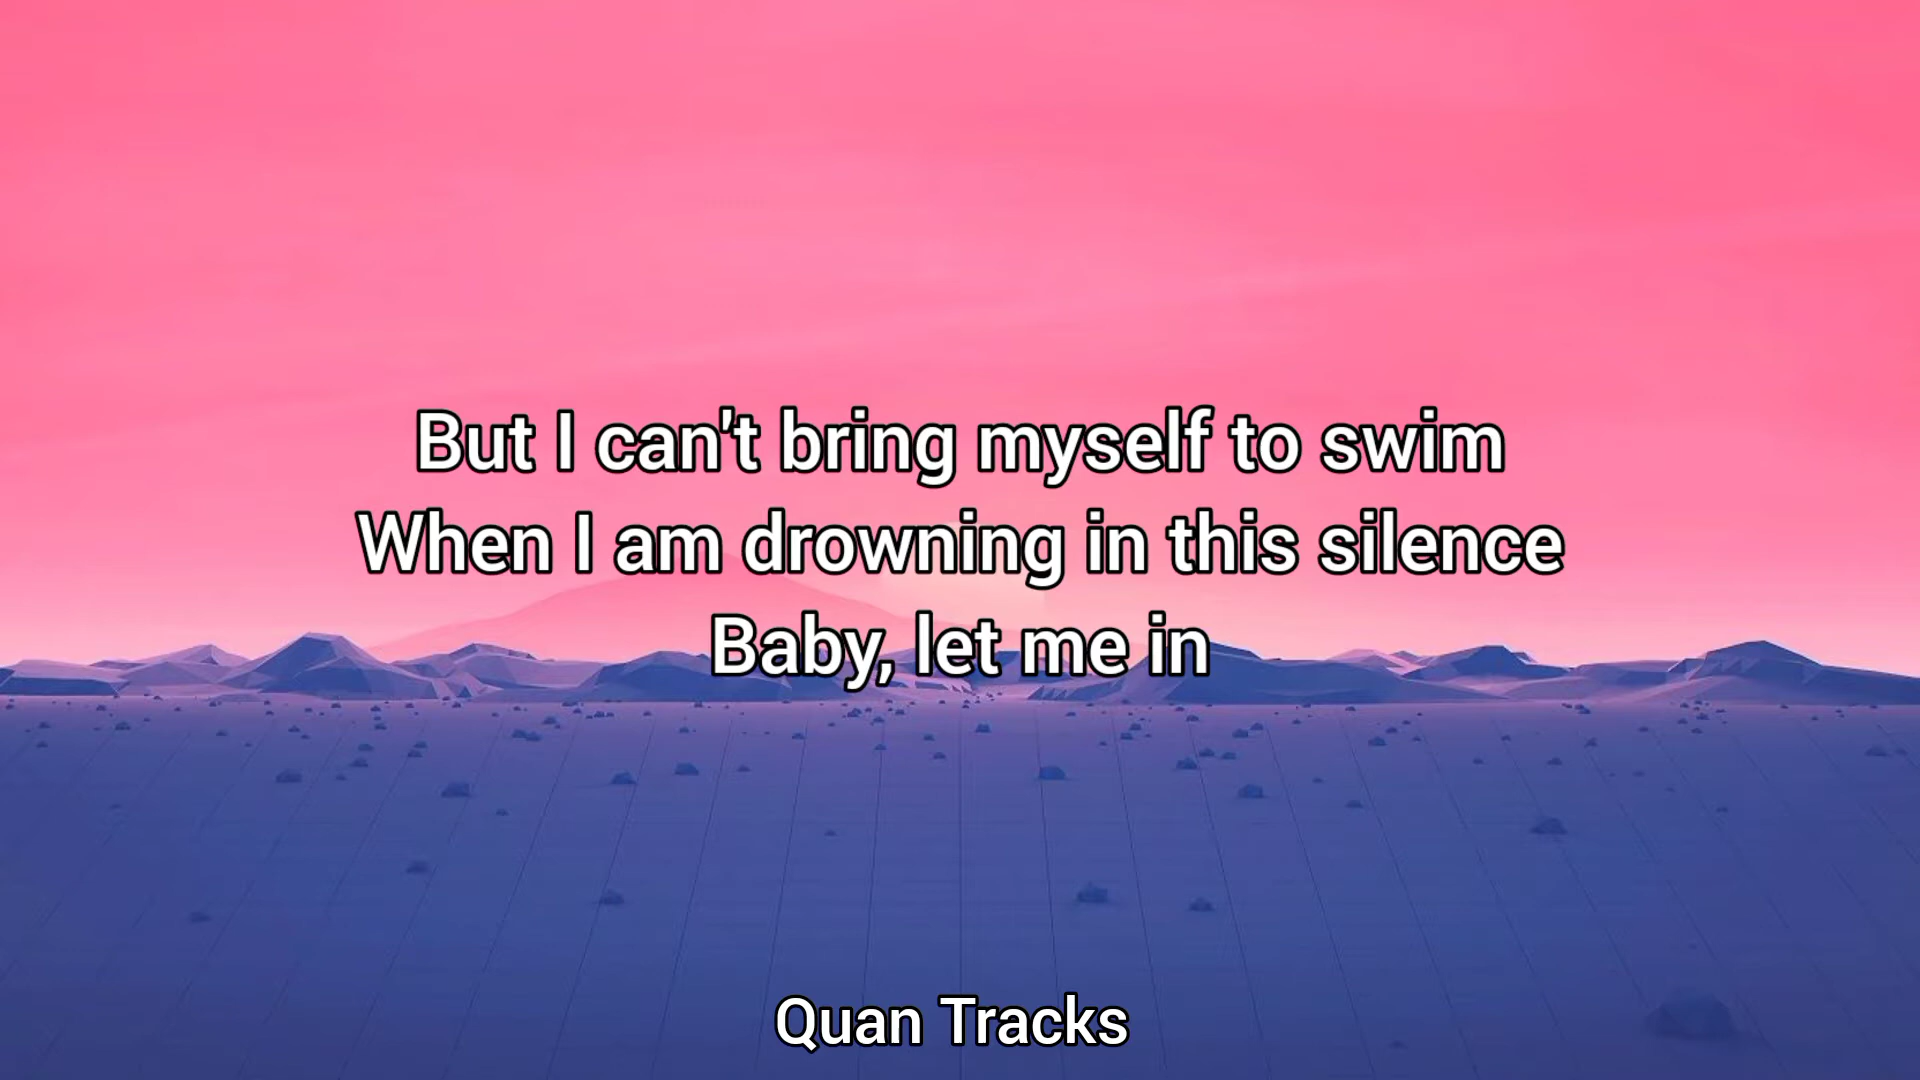 But I can't bring myself to swim
When I am drowning in this silence
Baby, let me in
Quan Tracks